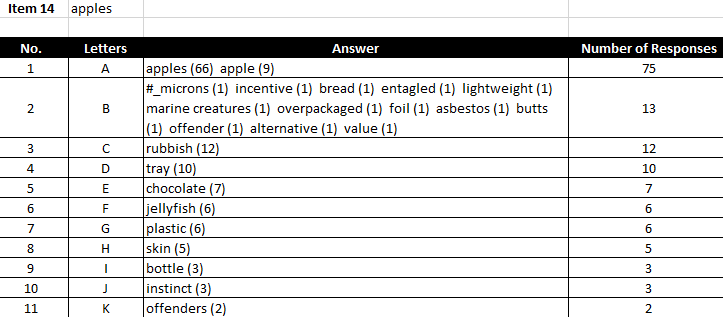 Item 14 apples
No. Letters Answer Number of Responses
1 A apples (66) apple (9) 75
#_microns (1) incentive (1) bread (1) entagled (1) lightweight (1)
2 B marine creatures (1) overpackaged (1) foil (1) asbestos (1) butts 13
(1) offender (1) alternative (1) value (1)
3 C rubbish (12) 12
4 D tray (10) 10
5 E chocolate (7) 7
6 F jellyfish (6) 6
7 G plastic (6) 6
8 H skin (5) 5
9 I bottle (3) 3
10 J instinct (3) 3
11 K offenders (2) 2